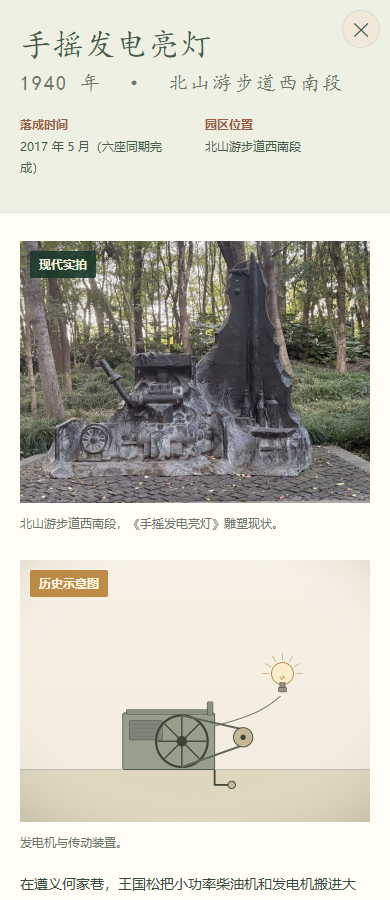 手摇发电亮灯
1940 年 • 北山游步道西南段
落成时间
2017 年 5 月（六座同期完
成）
园区位置
北山游步道西南段
现代实拍
北山游步道西南段，《手摇发电亮灯》雕塑现状。
历史示意图
发电机与传动装置。
在遵义何家巷，王国松把小功率柴油机和发电机搬进大